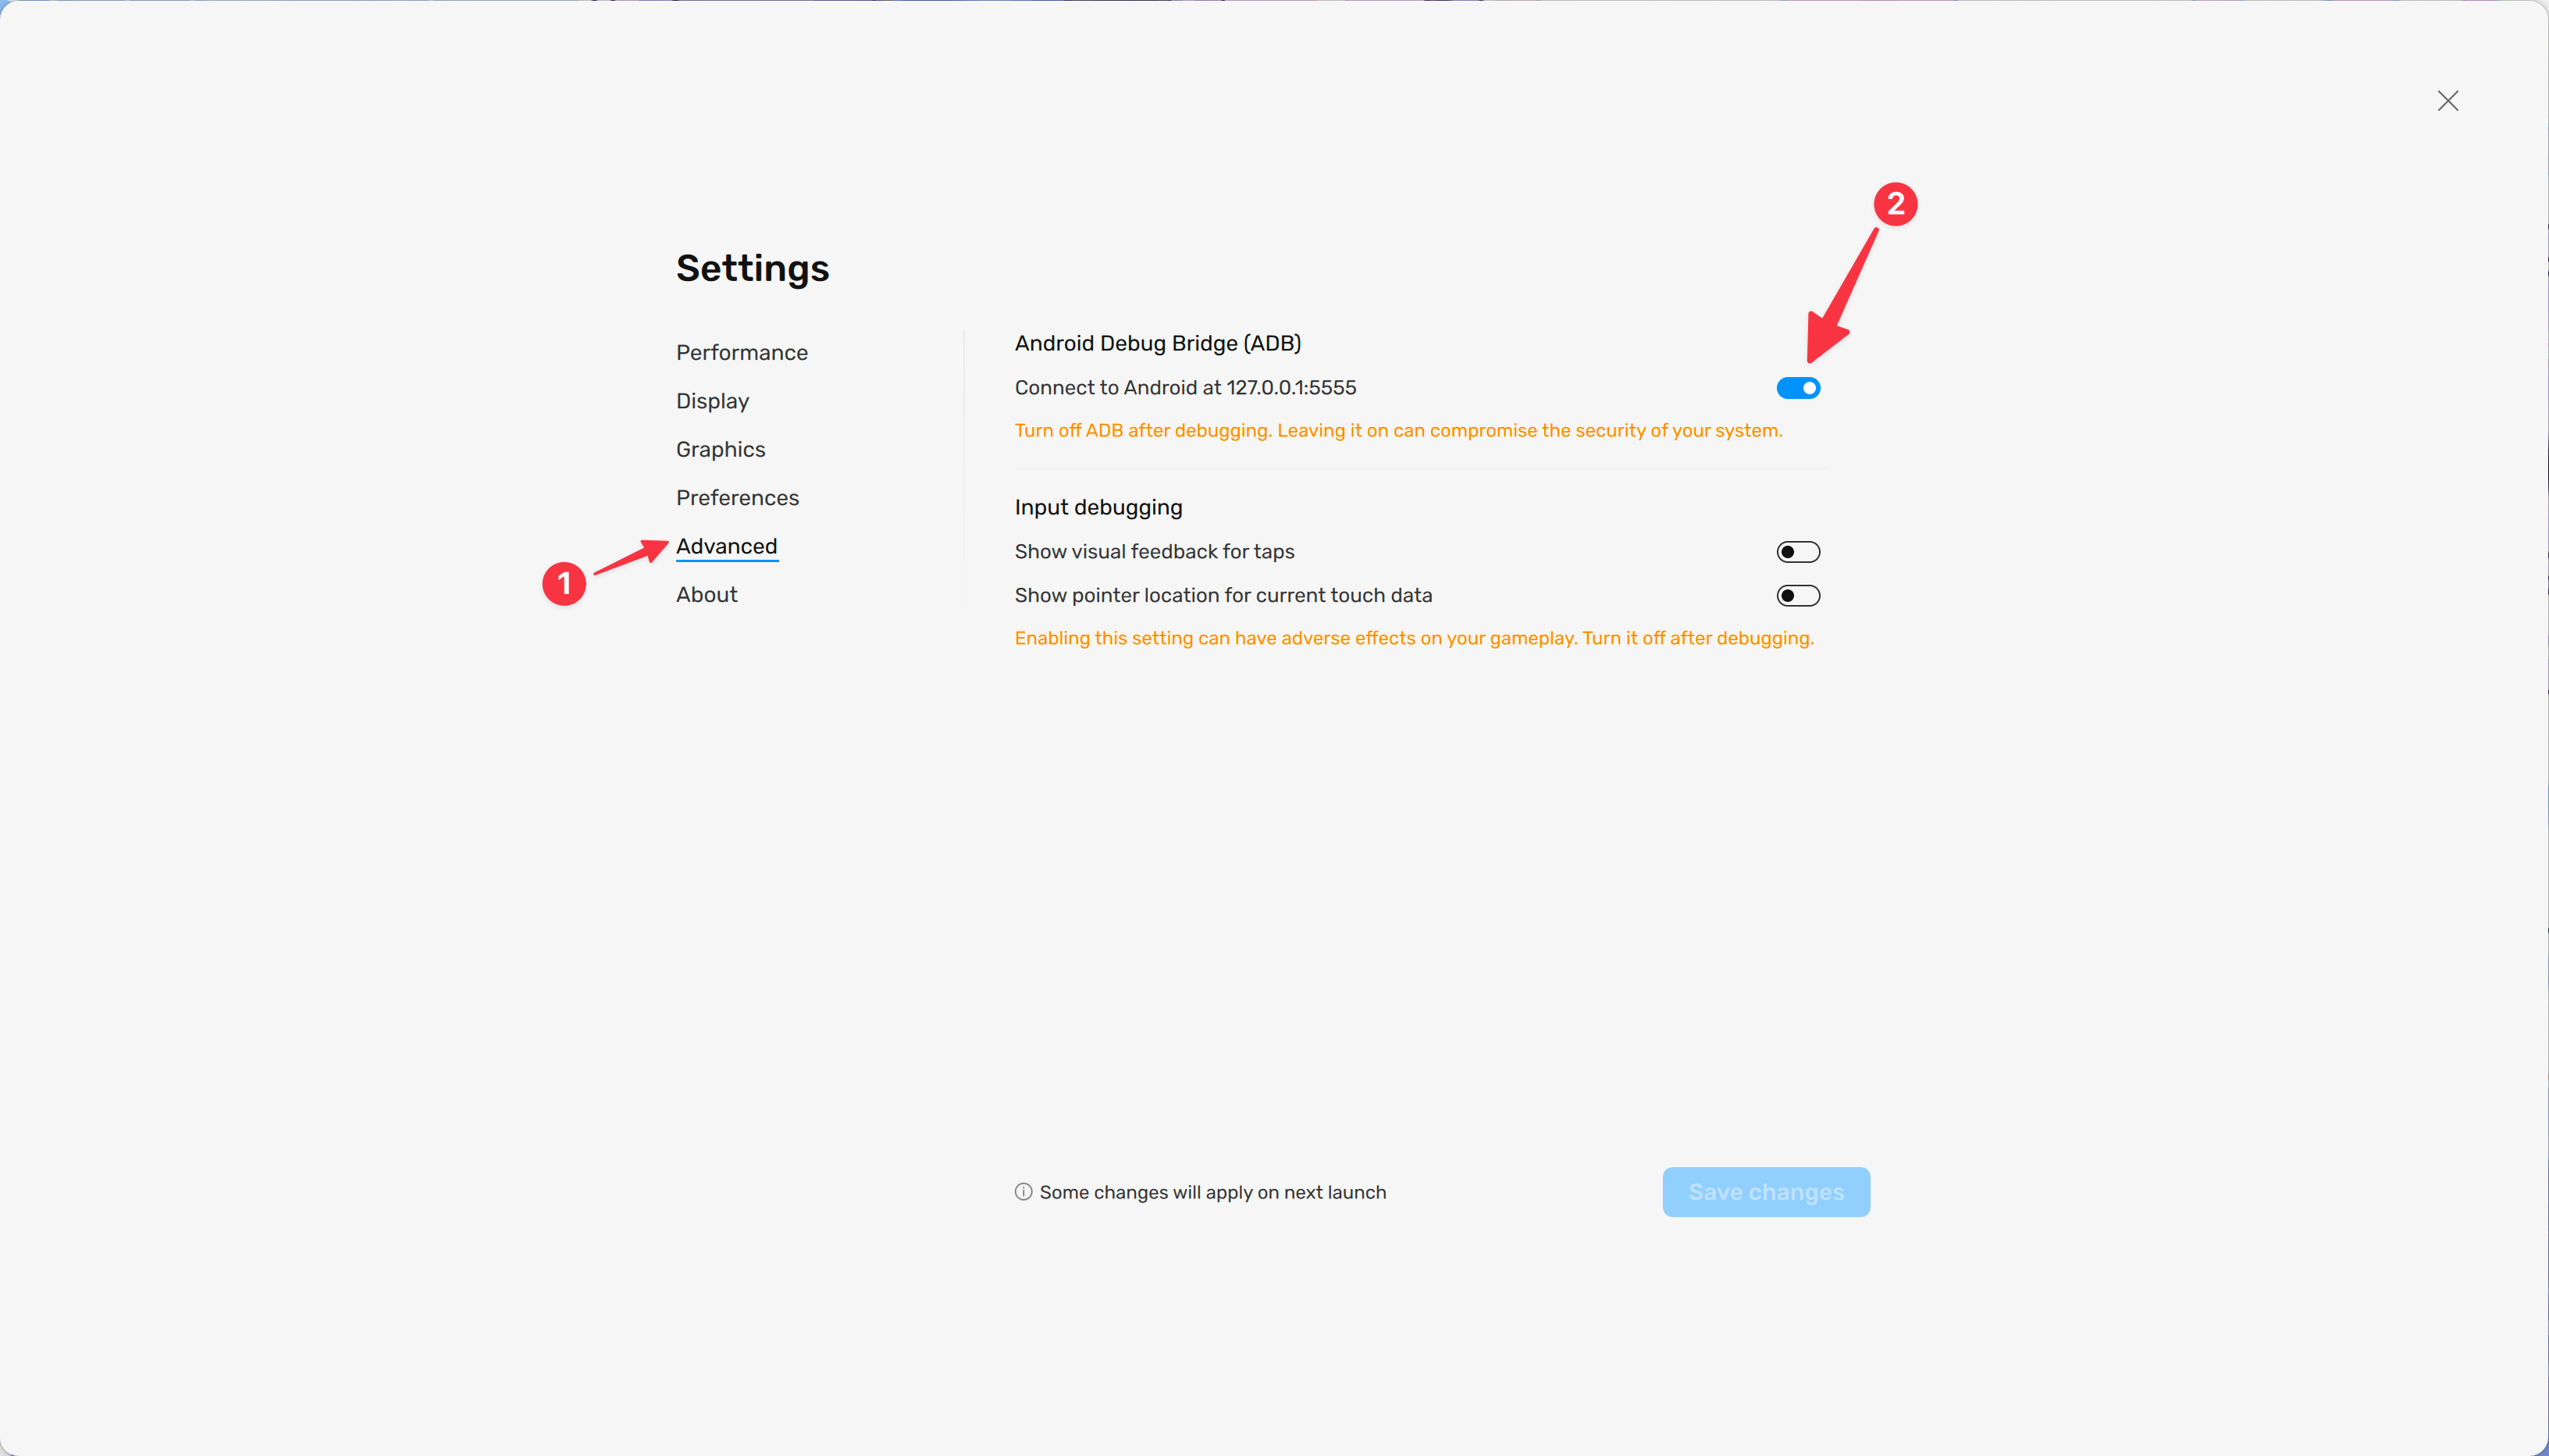 Settings
Performance
Display
Graphics
Preferences
Advanced
About
1
2
Android Debug Bridge (ADB)
Connect to Android at 127.0.0.1:5555
Turn off ADB after debugging. Leaving it on can compromise the security of your system.
Input debugging
Show visual feedback for taps
Show pointer location for current touch data
Enabling this setting can have adverse effects on your gameplay. Turn it off after debugging.
Some changes will apply on next launch
Save changes